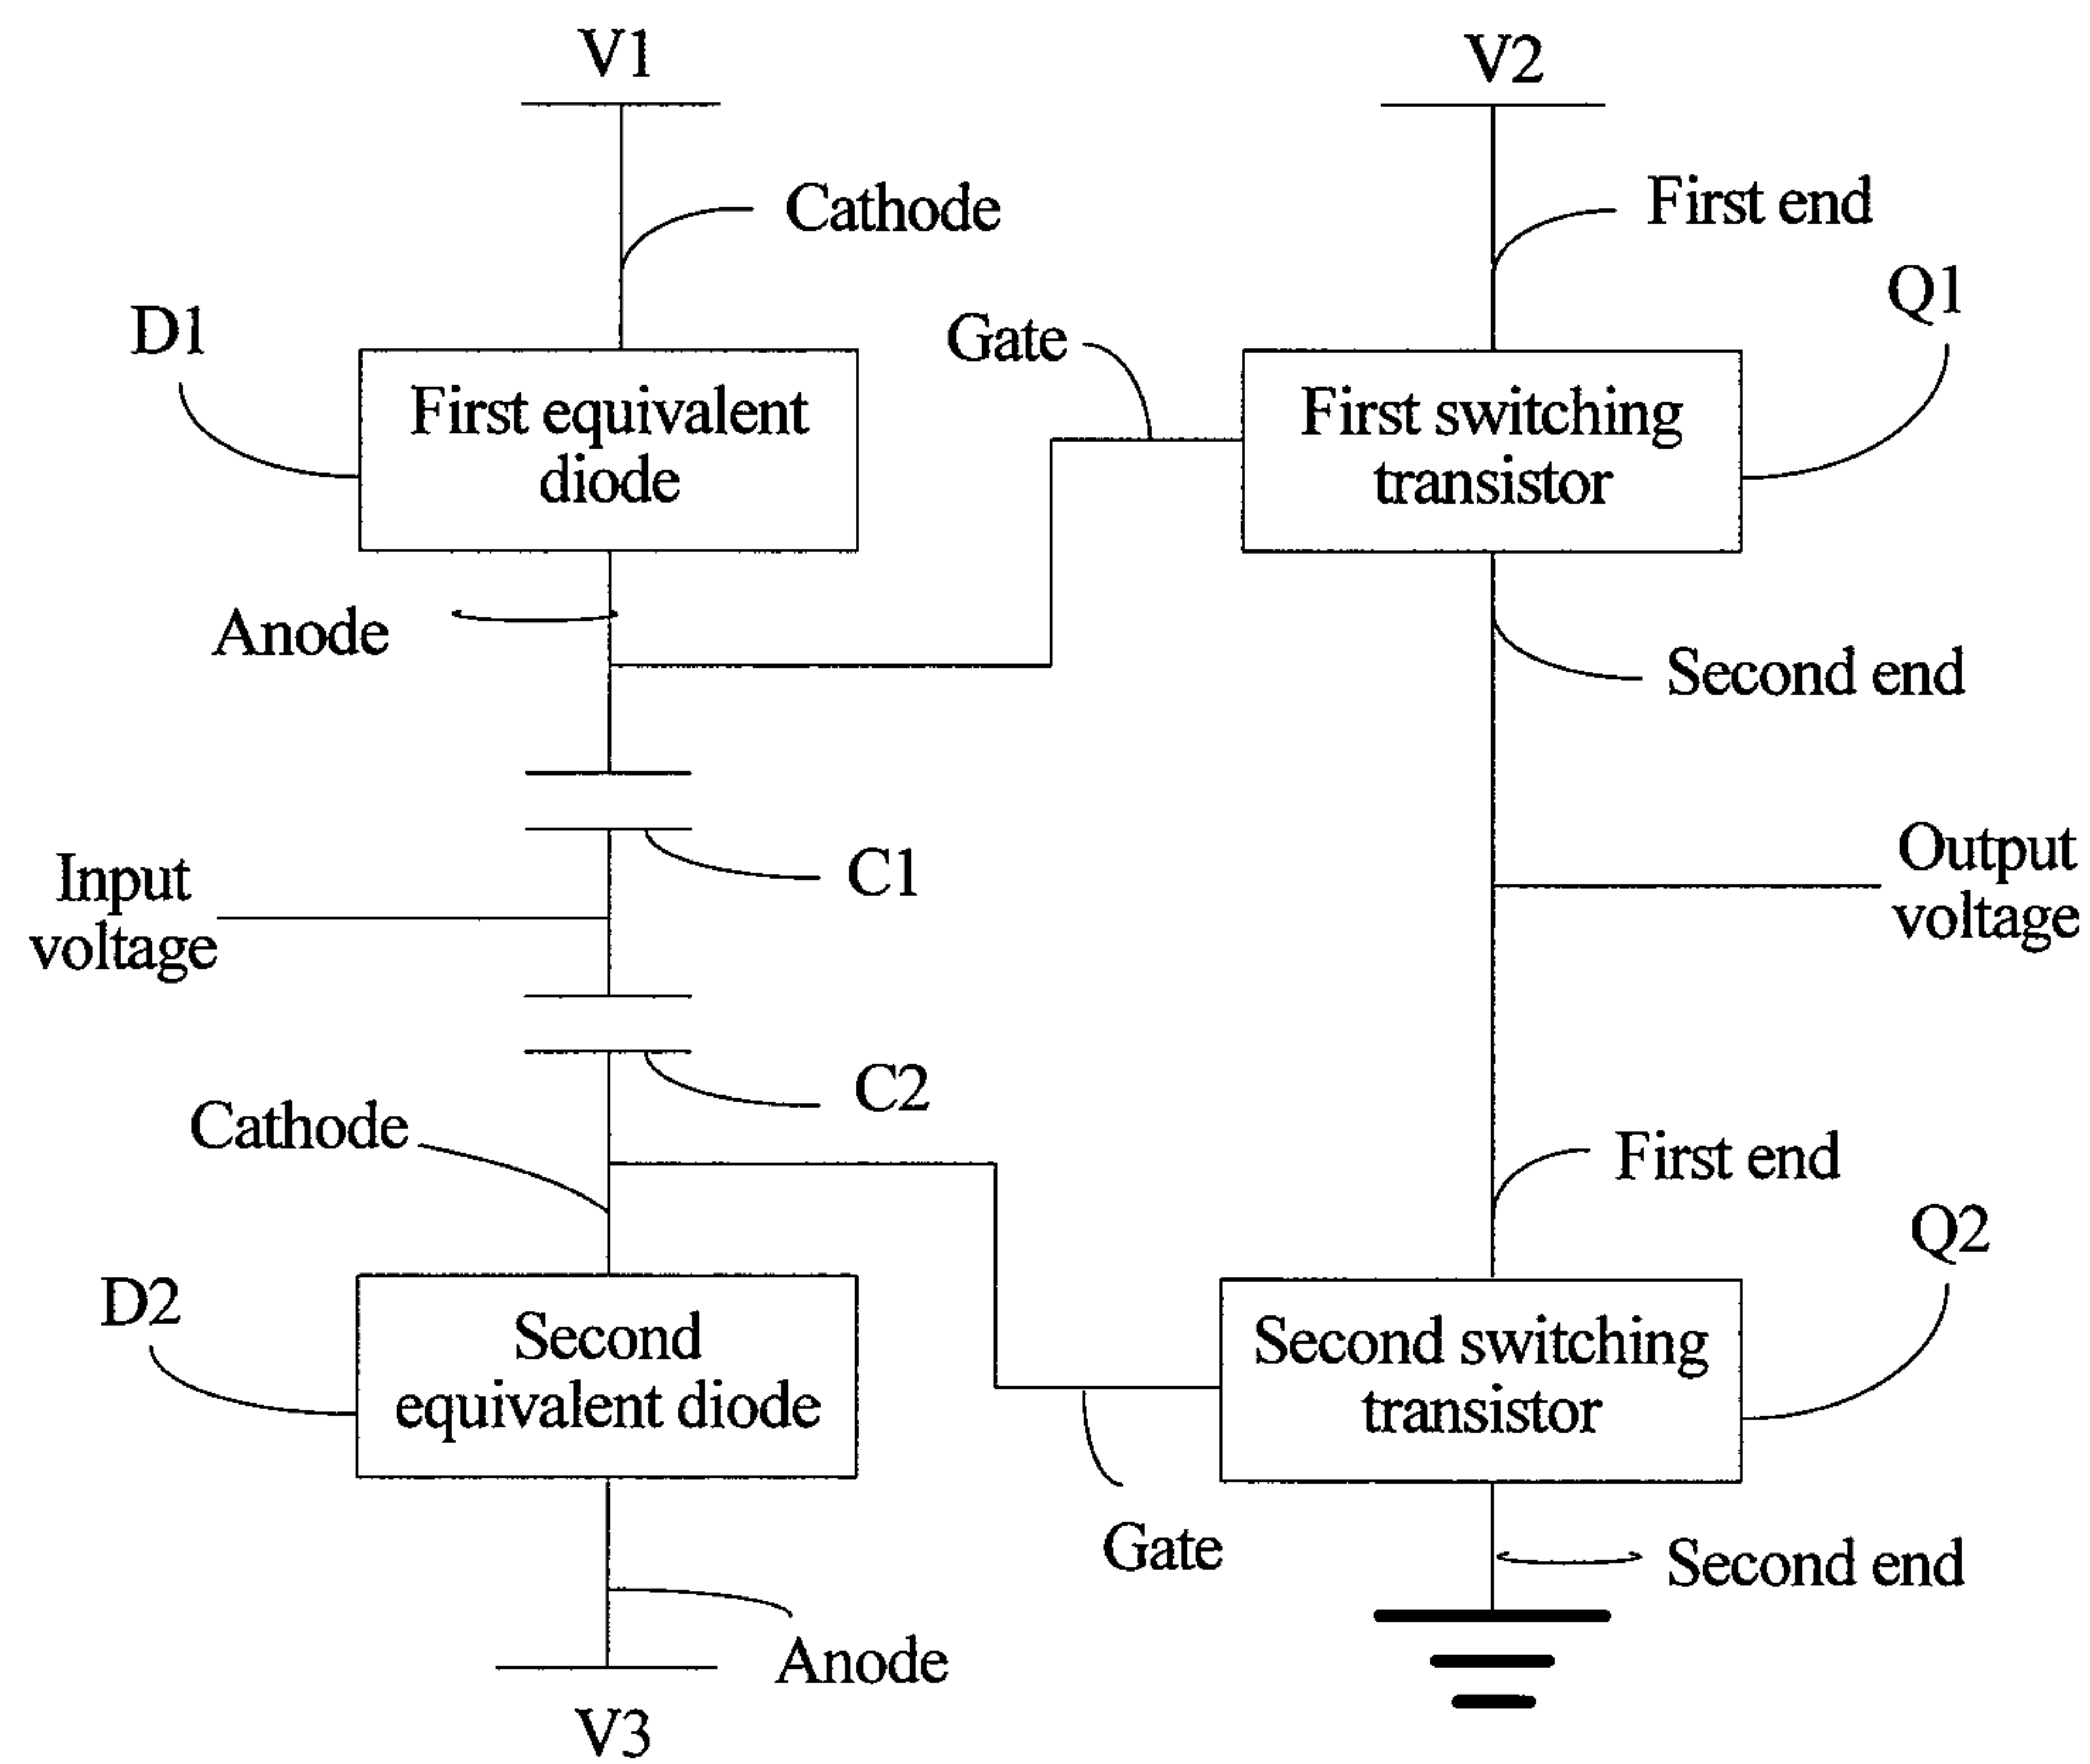 V1
V2
Cathode
First end
D1
Gate
Q1
First equivalent
diode
First switching
transistor
Anode
Second end
Input
voltage
C1
Output
voltage
C2
Cathode
First end
D2
Q2
Second
equivalent diode
Second switching
transistor
Gate
Second end
Anode
V3